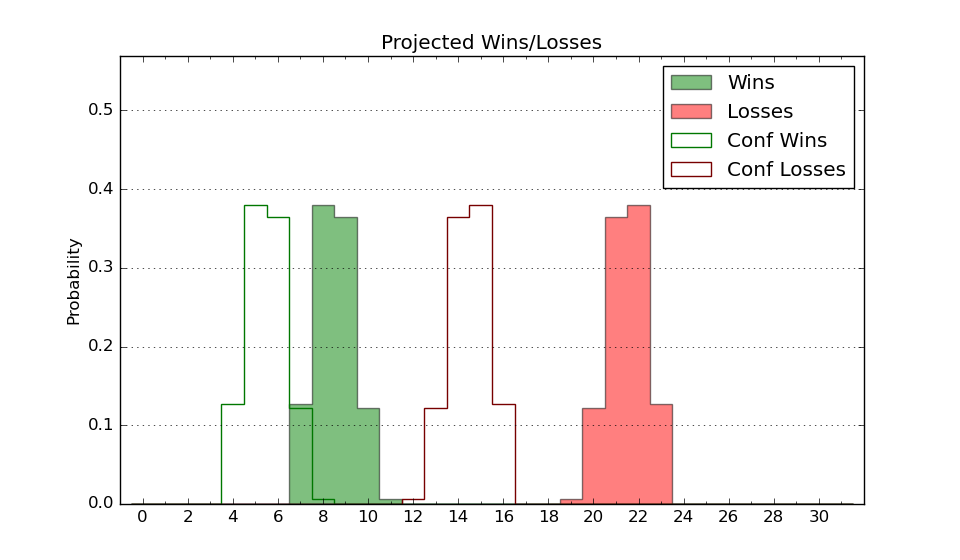 Projected Wins/Losses
Wins
Losses
Conf Wins
Conf Losses
Probability
0.5
0.4
0.3
0.2
0.1
0.0
0 2 4 6 8 10 12 14 16 18 20 22 24 26 28 30